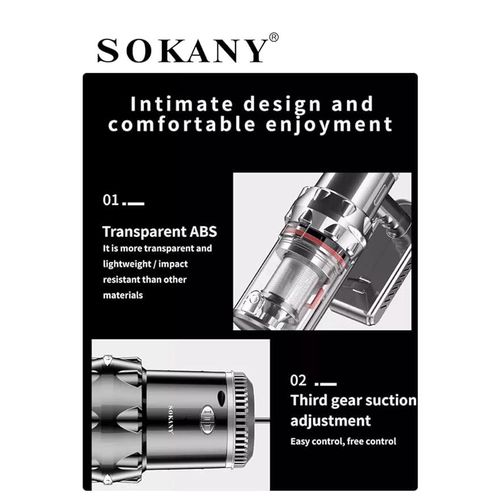 SOKANY®
Intimate design and
comfortable enjoyment
01
Transparent ABS
It is more transparent and
lightweight / impact
resistant than other
materials
SOKANY
02
Third gear suction
adjustment
Easy control, free control